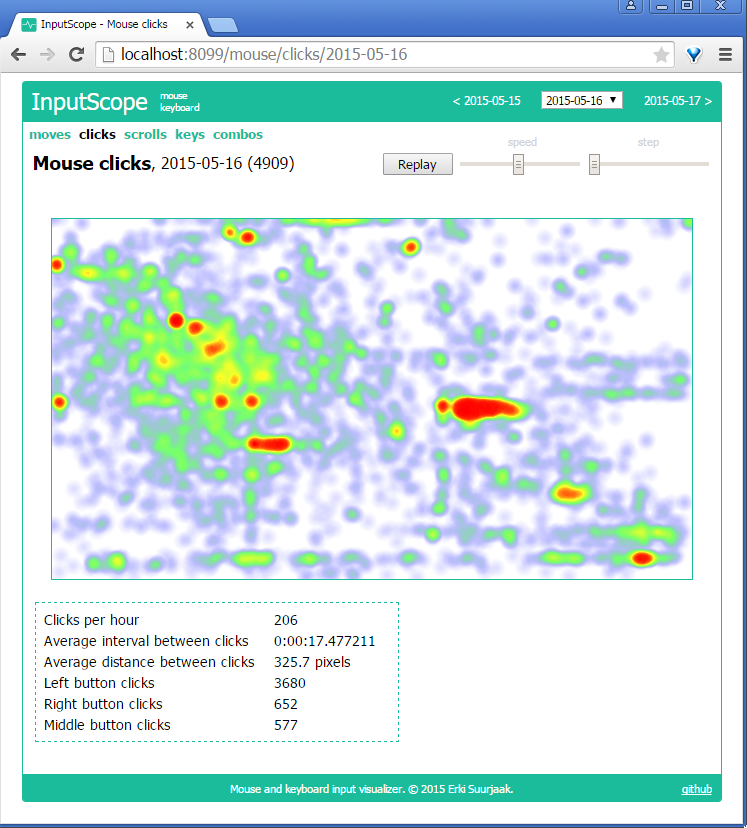 InputScope - Mouse clicks
localhost:8099/mouse/clicks/2015-05-16
InputScope mouse keyboard < 2015-05-15 2015-05-16 2015-05-17 >
moves clicks scrolls keys combos
speed step
Mouse clicks, 2015-05-16 (4909) Replay
Clicks per hour 206
Average interval between clicks 0:00:17.477211
Average distance between clicks 325.7 pixels
Left button clicks 3680
Right button clicks 652
Middle button clicks 577
Mouse and keyboard input visualizer. © 2015 Erki Suurjaak. github